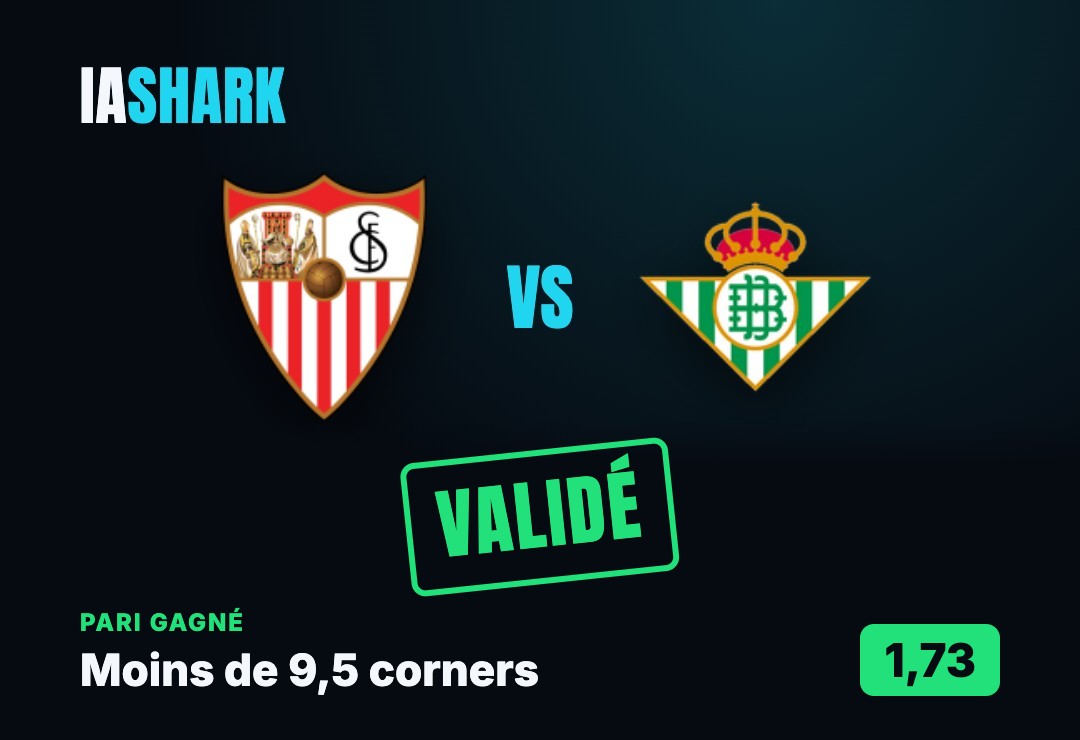 IASHARK
VS
VALIDÉ
PARI GAGNÉ
Moins de 9,5 corners
1,73